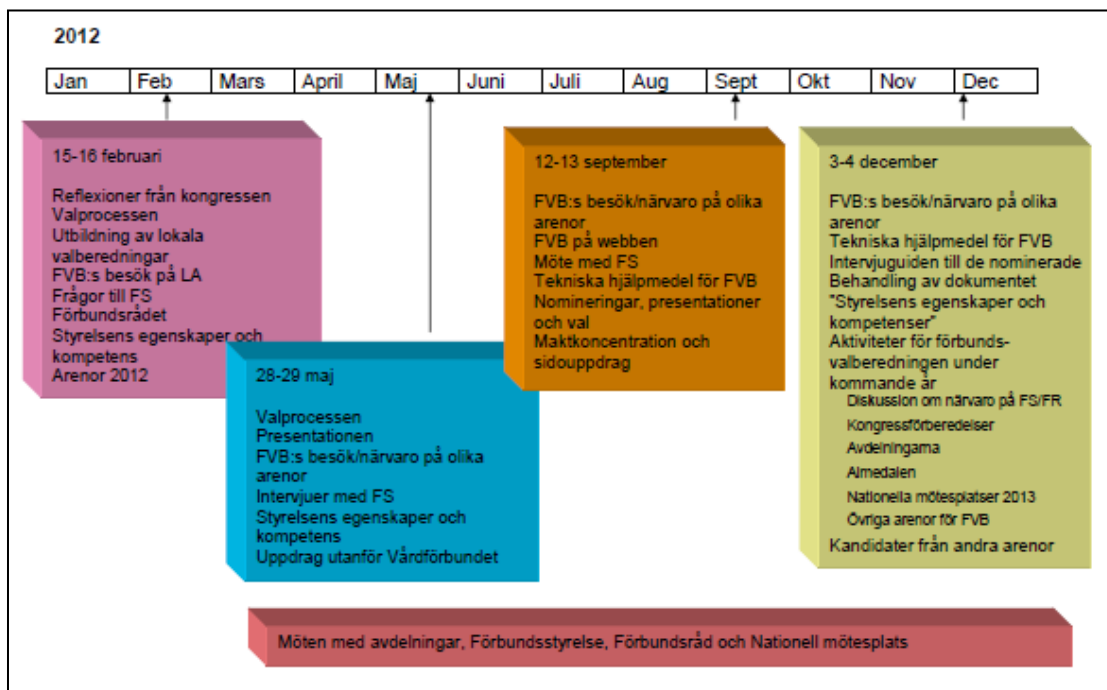 2012
Jan Feb Mars April Maj Juni Juli Aug Sept Okt Nov Dec
15-16 februari
Reflexioner från kongressen
Valprocessen
Utbildning av lokala
valberedningar
FVB:s besök på LA
Frågor till FS
Förbundsrådet
Styrelsens egenskaper och
kompetens
Arenor 2012
28-29 maj
Valprocessen
Presentationen
FVB:s besök/närvaro på olika
arenor
Intervjuer med FS
Styrelsens egenskaper och
kompetens
Uppdrag utanför Vårdförbundet
12-13 september
FVB:s besök/närvaro på olika
arenor
FVB på webben
Möte med FS
Tekniska hjälpmedel för FVB
Nomineringar, presentationer
och val
Maktkoncentration och
sidouppdrag
3-4 december
FVB:s besök/närvaro på olika
arenor
Tekniska hjälpmedel för FVB
Intervjuguiden till de nominerade
Behandling av dokumentet
"Styrelsens egenskaper och
kompetenser"
Aktiviteter för förbunds-
valberedningen under
kommande år
Diskussion om närvaro på FS/FR
Kongressförberedelser
Avdelningarna
Almedalen
Nationella mötesplatser 2013
Övriga arenor för FVB
Kandidater från andra arenor
Möten med avdelningar, Förbundsstyrelse, Förbundsråd och Nationell mötesplats